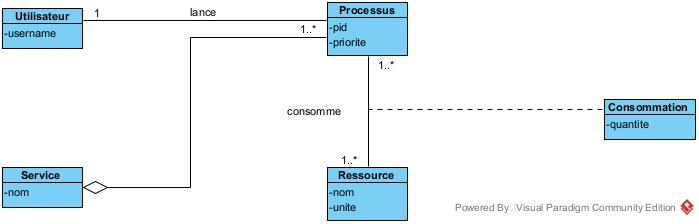 Utilisateur
-username
1
lance
1..*
Processus
-pid
-priorite
1..*
consomme
Consommation
-quantite
1..*
Service
-nom
Ressource
-nom
-unite
Powered By Visual Paradigm Community Edition